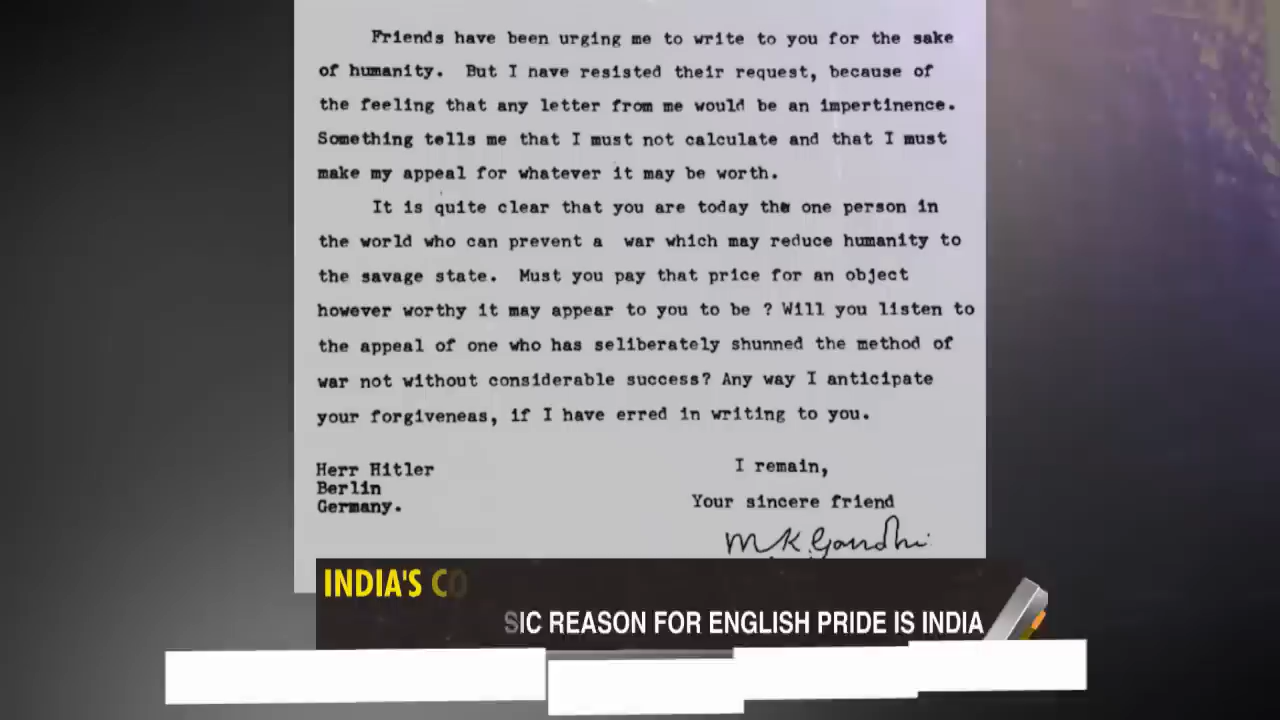 Friends have been urging me to write to you for the sake
of humanity. But I have resisted their request, because of
the feeling that any letter from me would be an impertinence.
Something tells me that I must not calculate and that I must
make my appeal for whatever it may be worth.
It is quite clear that you are today the one person in
the world who can prevent a war which may reduce humanity to
the savage state. Must you pay that price for an object
however worthy it may appear to you to be ? Will you listen to
the appeal of one who has seliberately shunned the method of
war not without considerable success? Any way I anticipate
your forgiveneas, if I have erred in writing to you.
Herr Hitler
Berlin
Germany.
I remain,
Your sincere friend
M.K.Gandhi
INDIA'S CO
SIC REASON FOR ENGLISH PRIDE IS INDIA